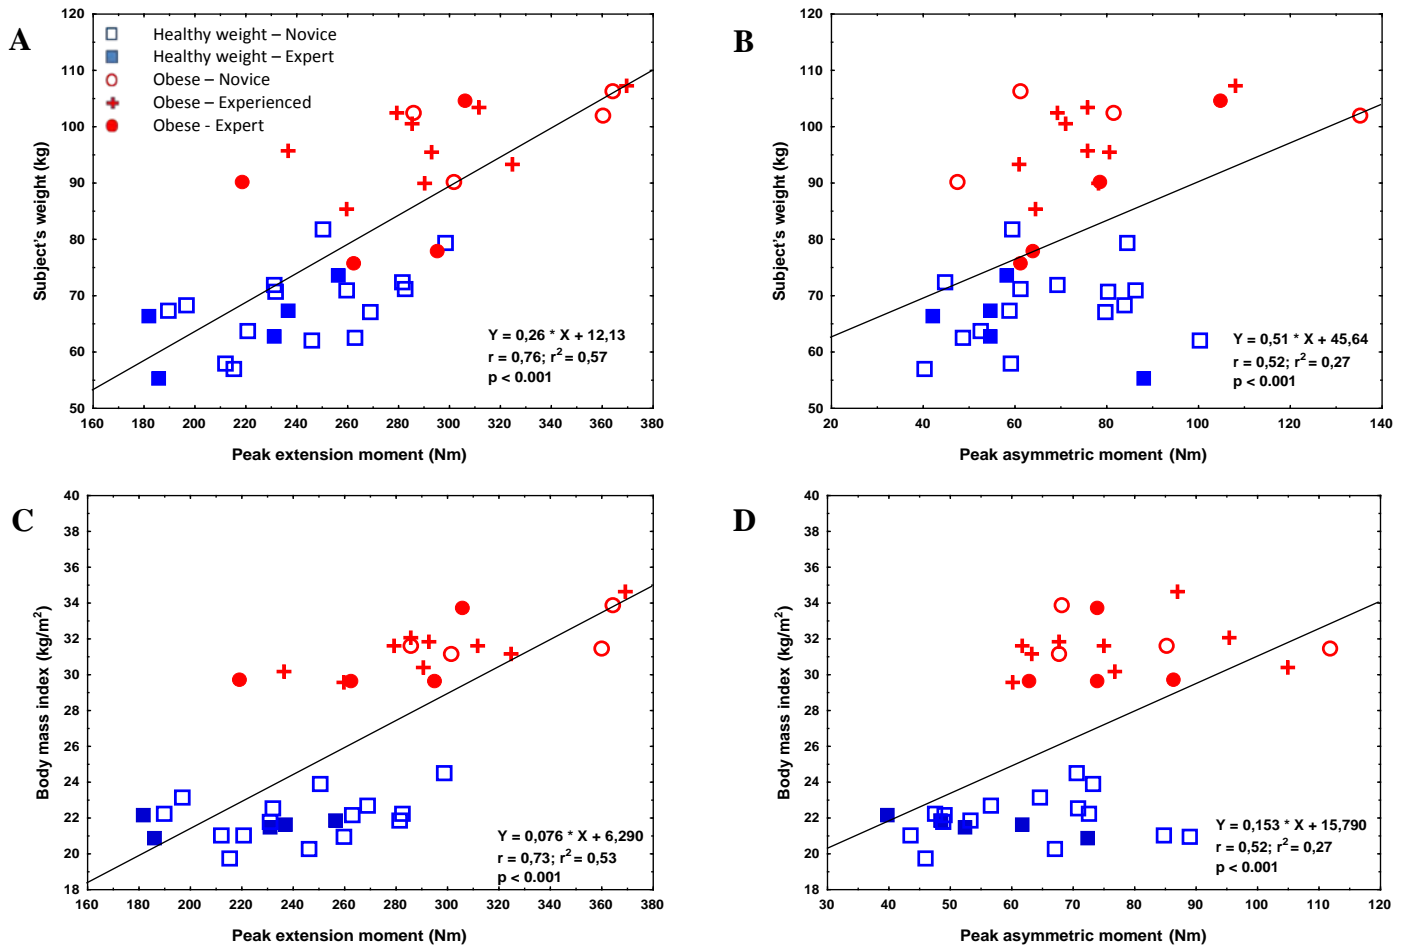 A
Healthy weight – Novice
Healthy weight – Expert
Obese – Novice
Obese – Experienced
Obese - Expert
120
110
100
90
80
70
60
50
Subject's weight (kg)
Y = 0,26 * X + 12,13
r = 0,76; r² = 0,57
p < 0.001
160 180 200 220 240 260 280 300 320 340 360 380
Peak extension moment (Nm)
B
120
110
100
90
80
70
60
50
Subject's weight (kg)
Y = 0,51 * X + 45,64
r = 0,52; r² = 0,27
p < 0.001
20 40 60 80 100 120 140
Peak asymmetric moment (Nm)
C
40
38
36
34
32
30
28
26
24
22
20
18
Body mass index (kg/m²)
Y = 0,076 * X + 6,290
r = 0,73; r² = 0,53
p < 0.001
160 180 200 220 240 260 280 300 320 340 360 380
Peak extension moment (Nm)
D
40
38
36
34
32
30
28
26
24
22
20
18
Body mass index (kg/m²)
Y = 0,153 * X + 15,790
r = 0,52; r² = 0,27
p < 0.001
30 40 50 60 70 80 90 100 110 120
Peak asymmetric moment (Nm)